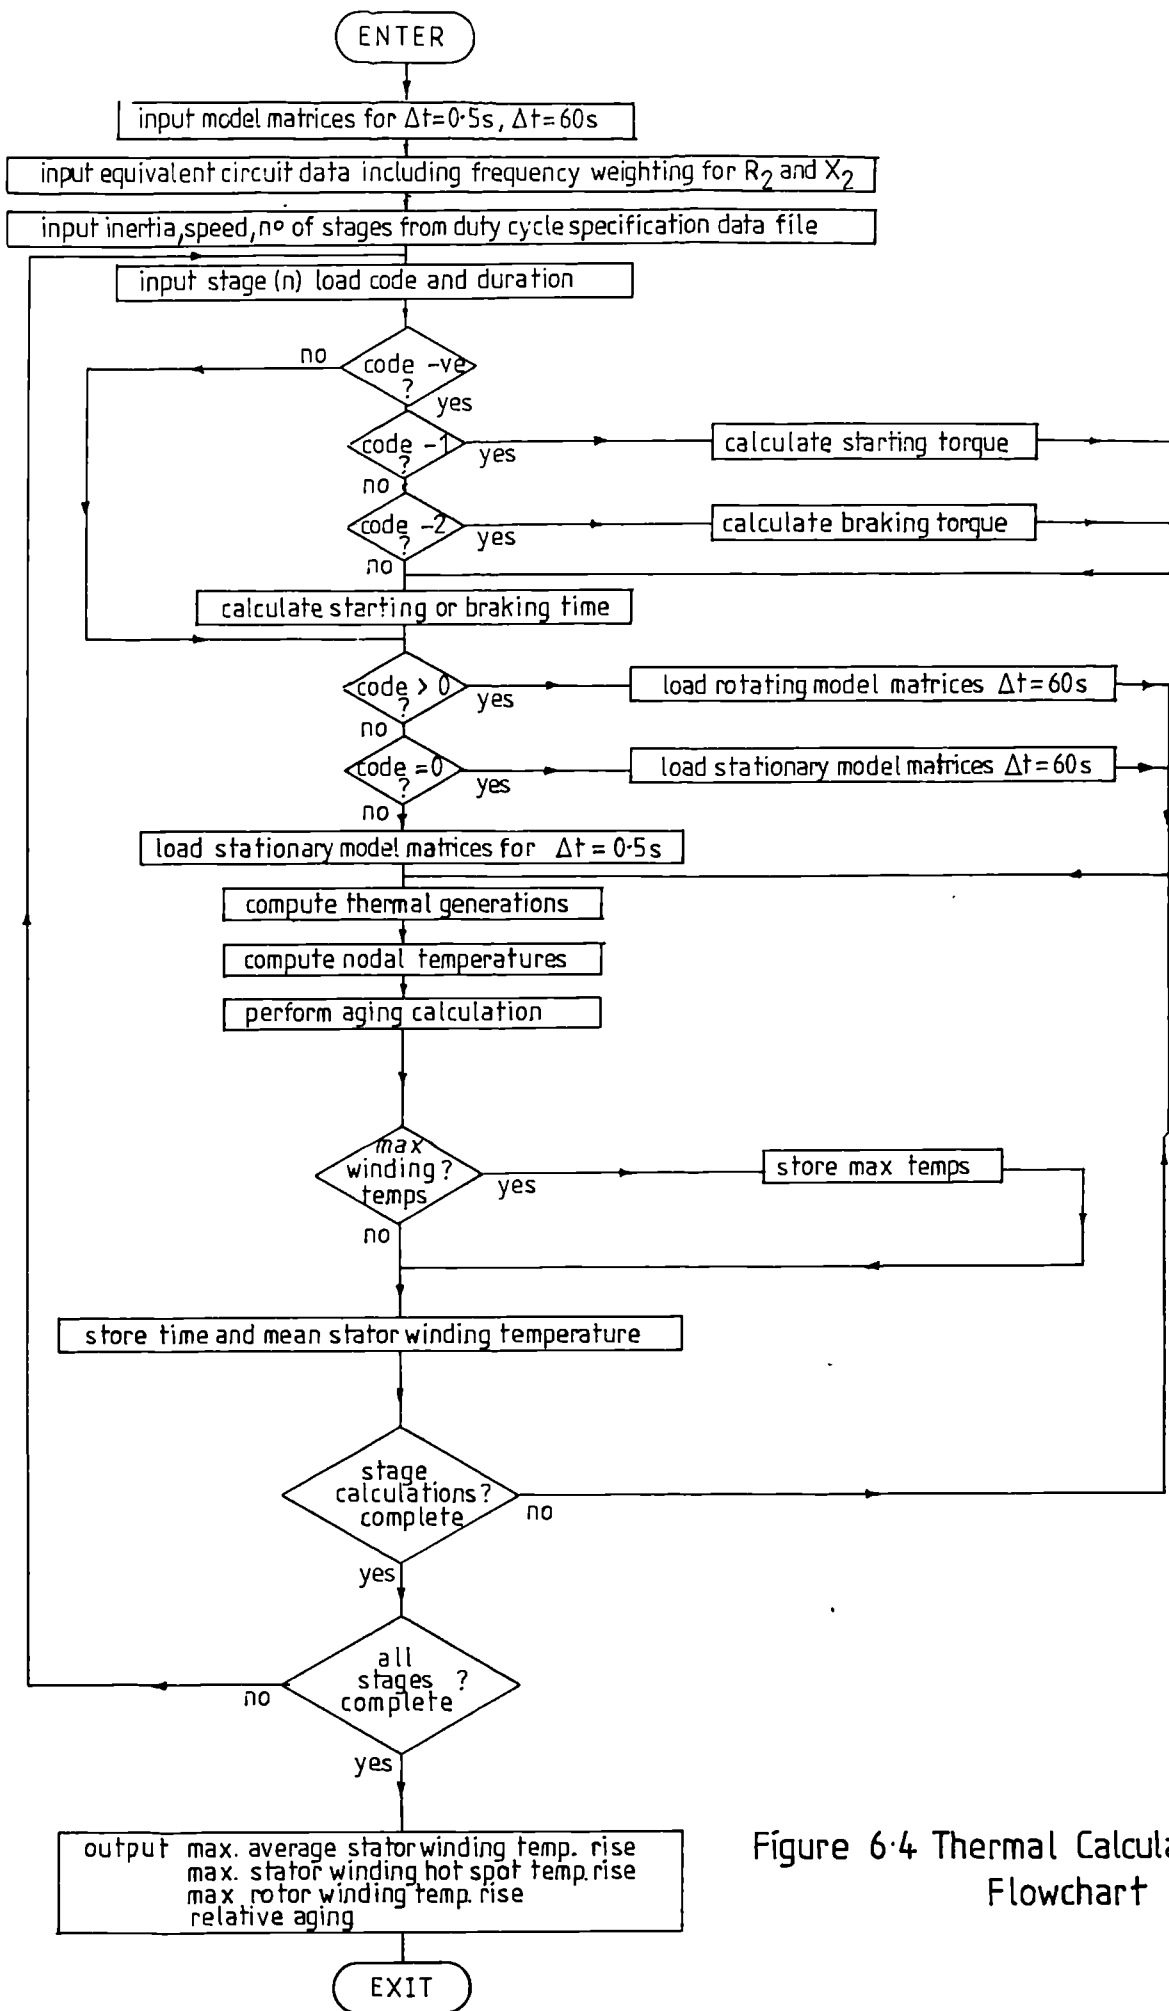 ENTER
input model matrices for Δt=0·5s, Δt=60s
input equivalent circuit data including frequency weighting for R₂ and X₂
input inertia, speed, nº of stages from duty cycle specification data file
input stage (n) load code and duration
no
code -ve
?
yes
code -1
?
yes
calculate starting torque
no
code -2
?
yes
calculate braking torque
no
calculate starting or braking time
code > 0
?
yes
load rotating model matrices Δt=60s
no
code =0
?
yes
load stationary model matrices Δt=60s
no
load stationary model matrices for Δt = 0·5s
compute thermal generations
compute nodal temperatures
perform aging calculation
max
winding?
temps
yes
store max temps
no
store time and mean stator winding temperature
stage
calculations?
complete
no
yes
all
stages ?
complete
no
yes
output max. average stator winding temp. rise
max. stator winding hot spot temp. rise
max rotor winding temp. rise
relative aging
EXIT
Figure 6·4 Thermal
Flowchart